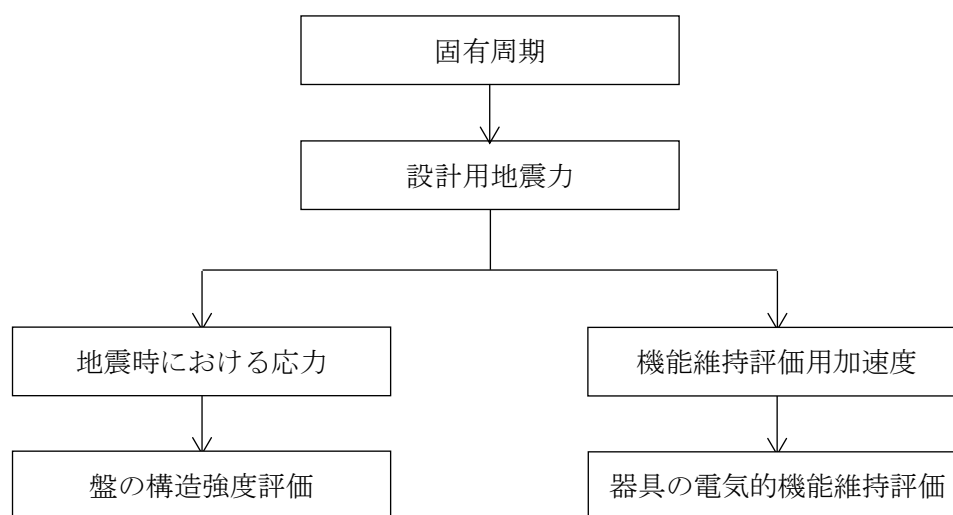 固有周期
設計用地震力
地震時における応力
機能維持評価用加速度
盤の構造強度評価
器具の電気的機能維持評価